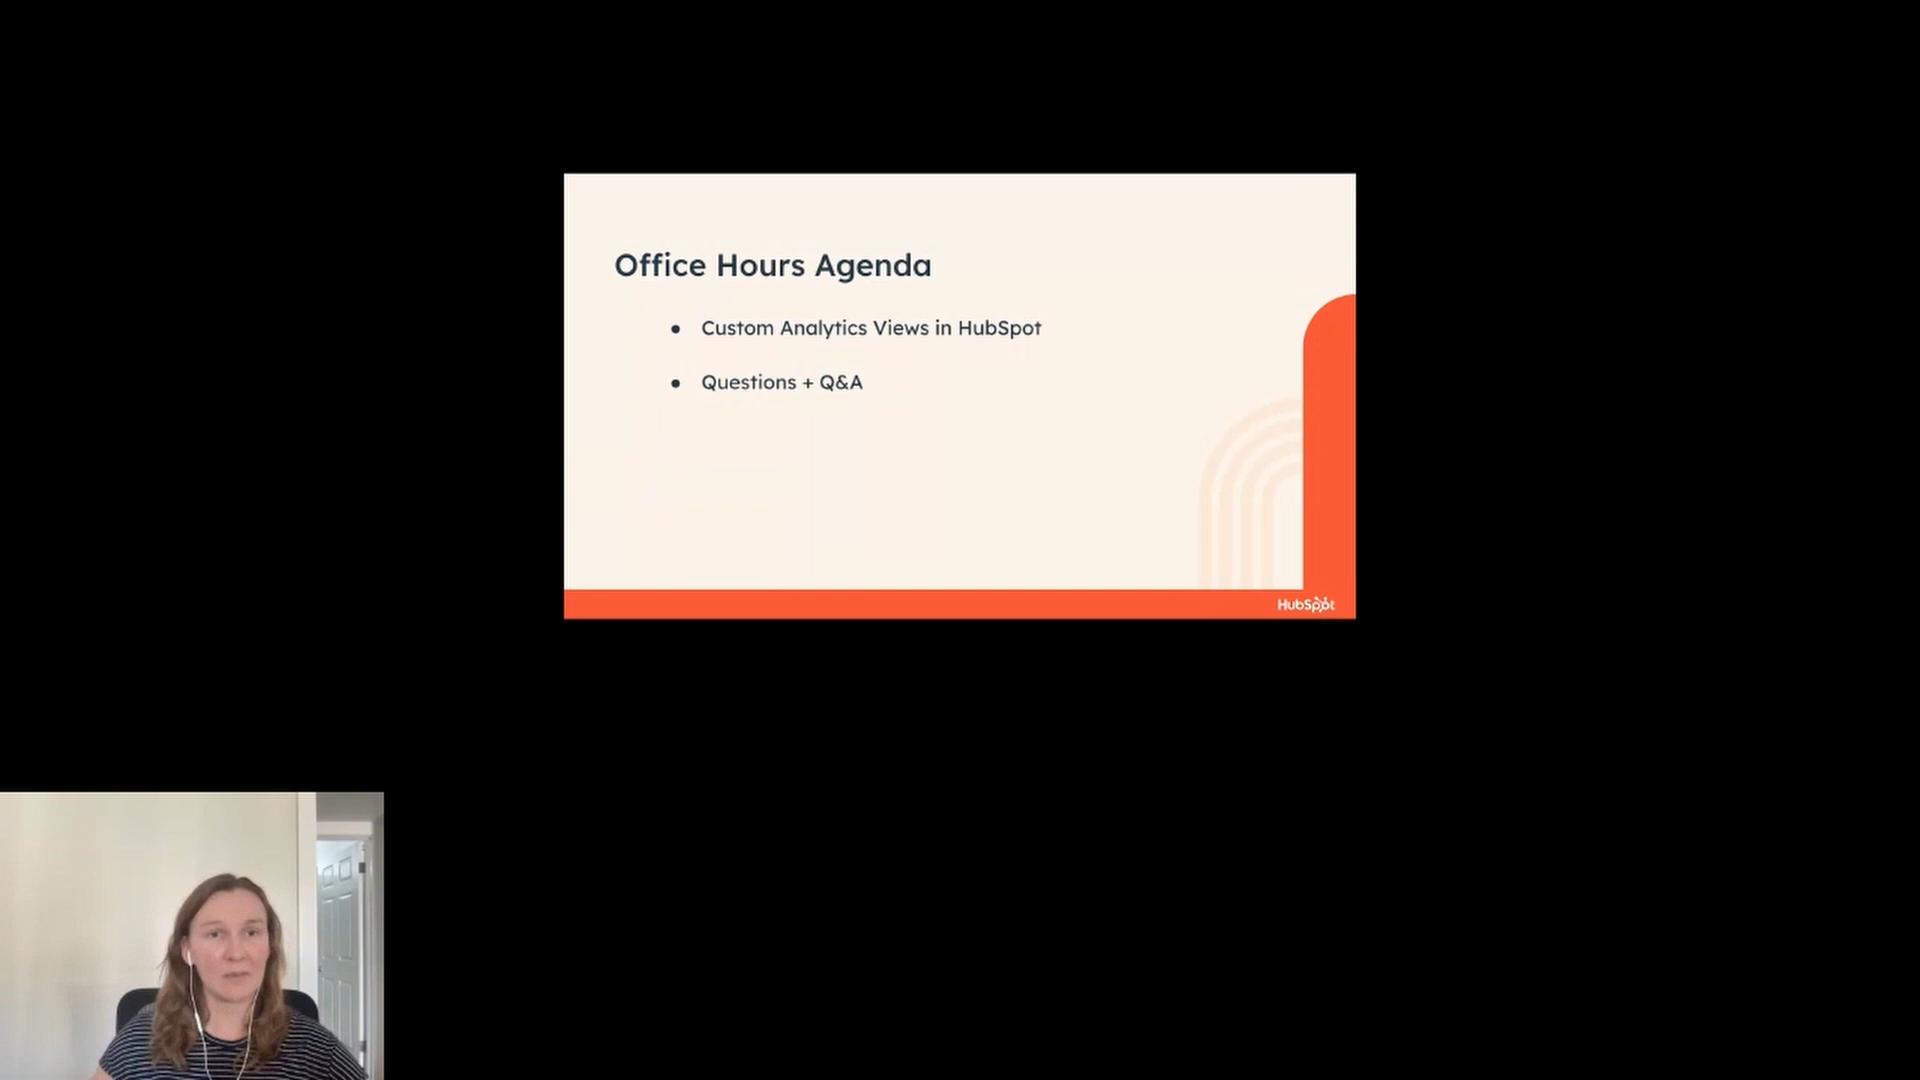 Office Hours Agenda
● Custom Analytics Views in HubSpot
● Questions + Q&A
HubSpot